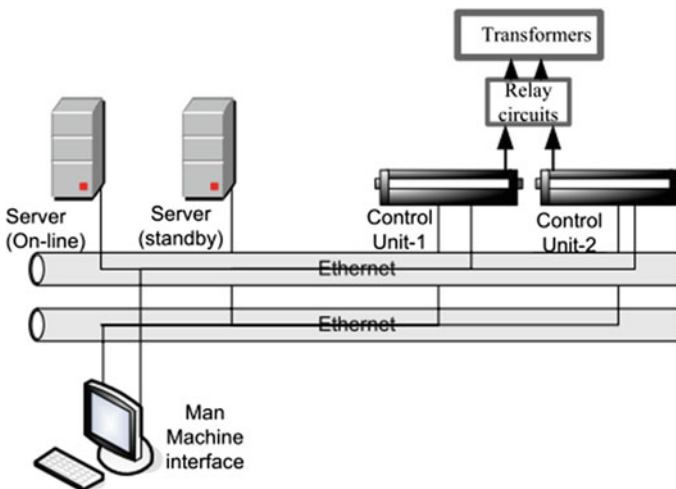 Transformers
Relay
circuits
Server
(On-line)
Server
(standby)
Control
Unit-1
Control
Unit-2
Ethernet
Ethernet
Man
Machine
interface